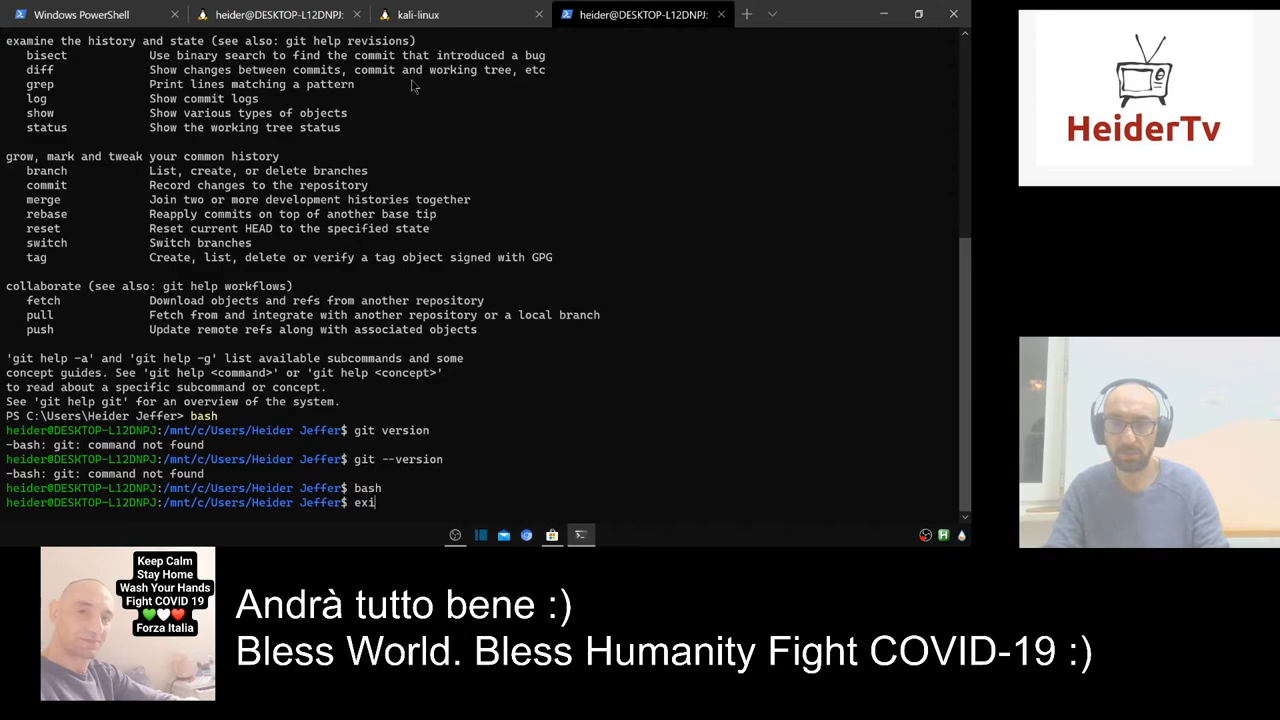 Windows PowerShell
heider@DESKTOP-L12DNPJ:
kali-linux
heider@DESKTOP-L12DNPJ:
examine the history and state (see also: git help revisions)
bisect Use binary search to find the commit that introduced a bug
diff Show changes between commits, commit and working tree, etc
grep Print lines matching a pattern
log Show commit logs
show Show various types of objects
status Show the working tree status
grow, mark and tweak your common history
branch List, create, or delete branches
commit Record changes to the repository
merge Join two or more development histories together
rebase Reapply commits on top of another base tip
reset Reset current HEAD to the specified state
switch Switch branches
tag Create, list, delete or verify a tag object signed with GPG
collaborate (see also: git help workflows)
fetch Download objects and refs from another repository
pull Fetch from and integrate with another repository or a local branch
push Update remote refs along with associated objects
'git help -a' and 'git help -g' list available subcommands and some
concept guides. See 'git help <command>' or 'git help <concept>'
to read about a specific subcommand or concept.
See 'git help git' for an overview of the system.
PS C:\Users\Heider Jeffer> bash
heider@DESKTOP-L12DNPJ:/mnt/c/Users/Heider Jeffer$ git version
-bash: git: command not found
heider@DESKTOP-L12DNPJ:/mnt/c/Users/Heider Jeffer$ git --version
-bash: git: command not found
heider@DESKTOP-L12DNPJ:/mnt/c/Users/Heider Jeffer$ bash
heider@DESKTOP-L12DNPJ:/mnt/c/Users/Heider Jeffer$ exi
HeiderTv
Keep Calm
Stay Home
Wash Your Hands
Fight COVID 19
💚🤍❤️
Forza Italia
Andrà tutto bene :)
Bless World. Bless Humanity Fight COVID-19 :)